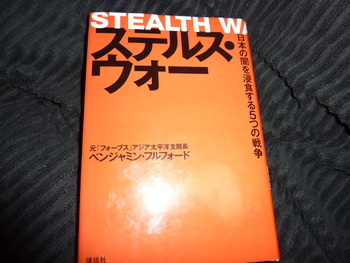 STEALTH WA
ステルス・
ウォー
日本の闇を浸食する5つの戦争
元「フォーブス」アジア太平洋支局長
ベンジャミン・フルフォード
講談社